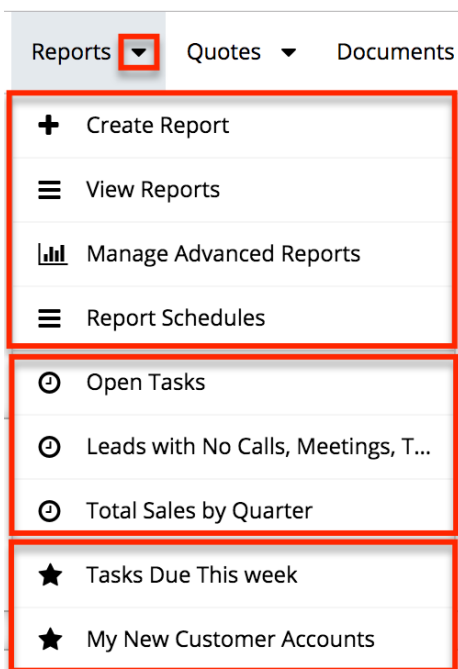 Reports Quotes Documents
Create Report
View Reports
Manage Advanced Reports
Report Schedules
Open Tasks
Leads with No Calls, Meetings, T...
Total Sales by Quarter
Tasks Due This week
My New Customer Accounts